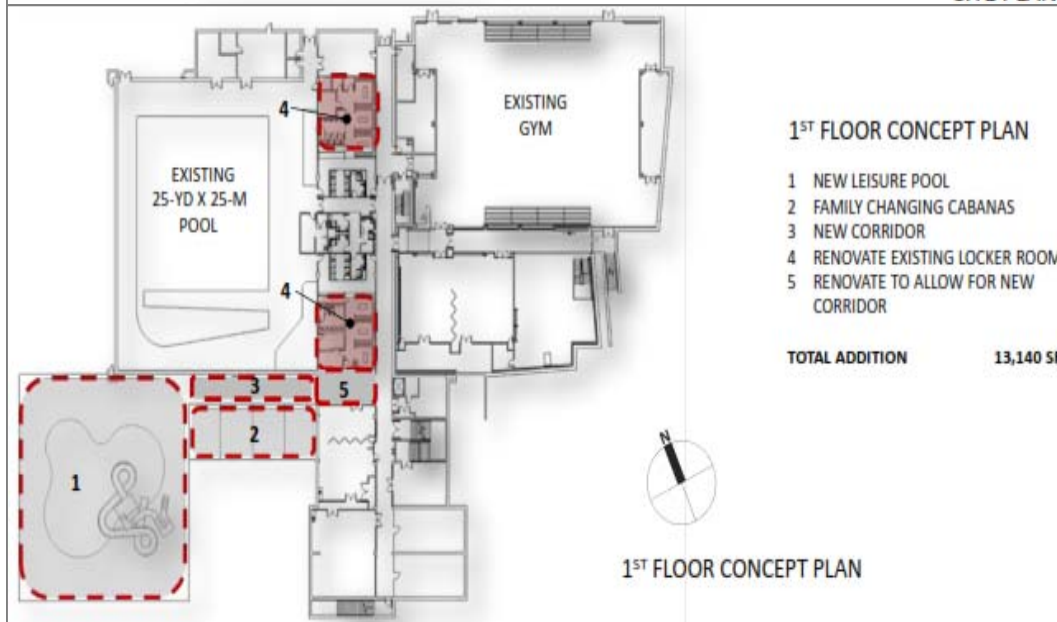 EXISTING
GYM
4
EXISTING
25-YD X 25-M
POOL
4
3
5
2
1
N
1ST FLOOR CONCEPT PLAN
1ST FLOOR CONCEPT PLAN
1 NEW LEISURE POOL
2 FAMILY CHANGING CABANAS
3 NEW CORRIDOR
4 RENOVATE EXISTING LOCKER ROOM
5 RENOVATE TO ALLOW FOR NEW
CORRIDOR
TOTAL ADDITION 13,140 S